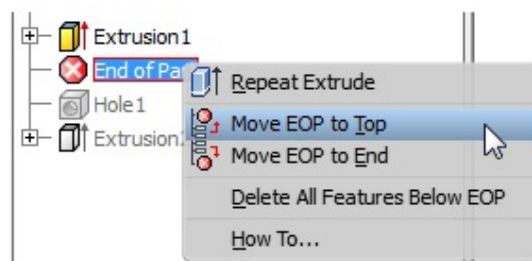 Extrusion1
End of Pa
Repeat Extrude
Hole1
Move EOP to Top
Extrusion
Move EOP to End
Delete All Features Below EOP
How To...